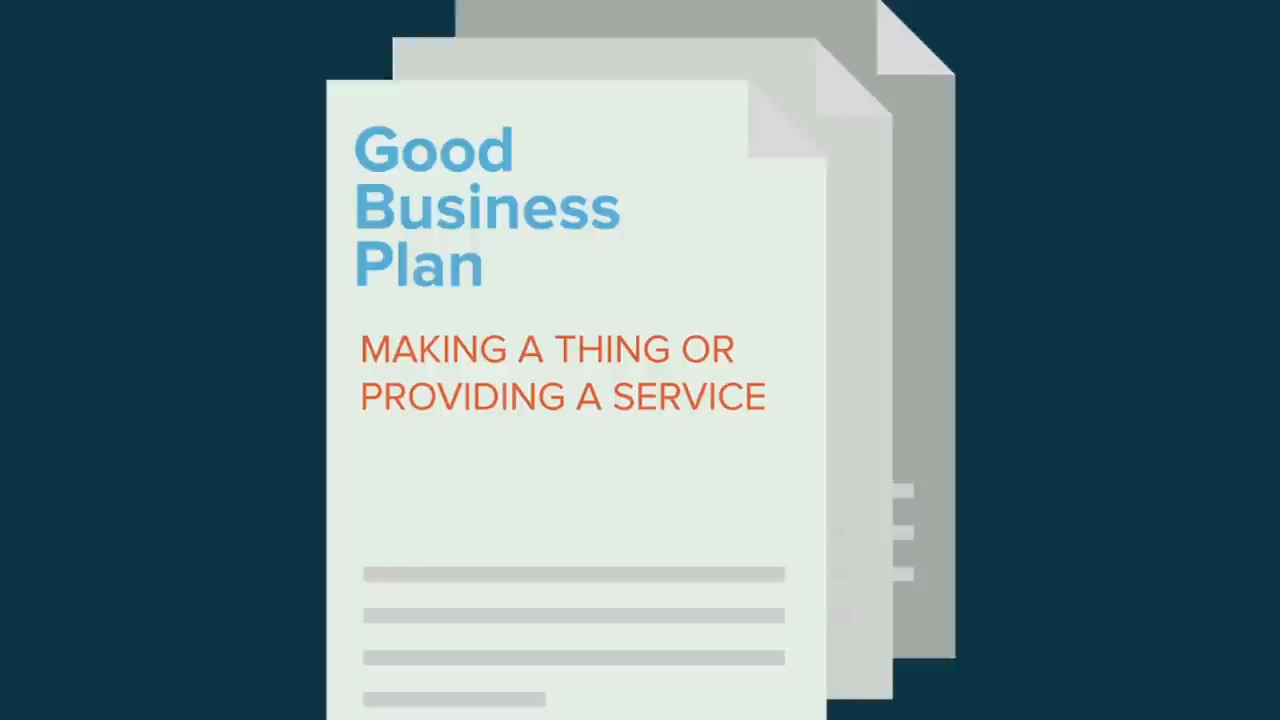 Good
Business
Plan
MAKING A THING OR
PROVIDING A SERVICE